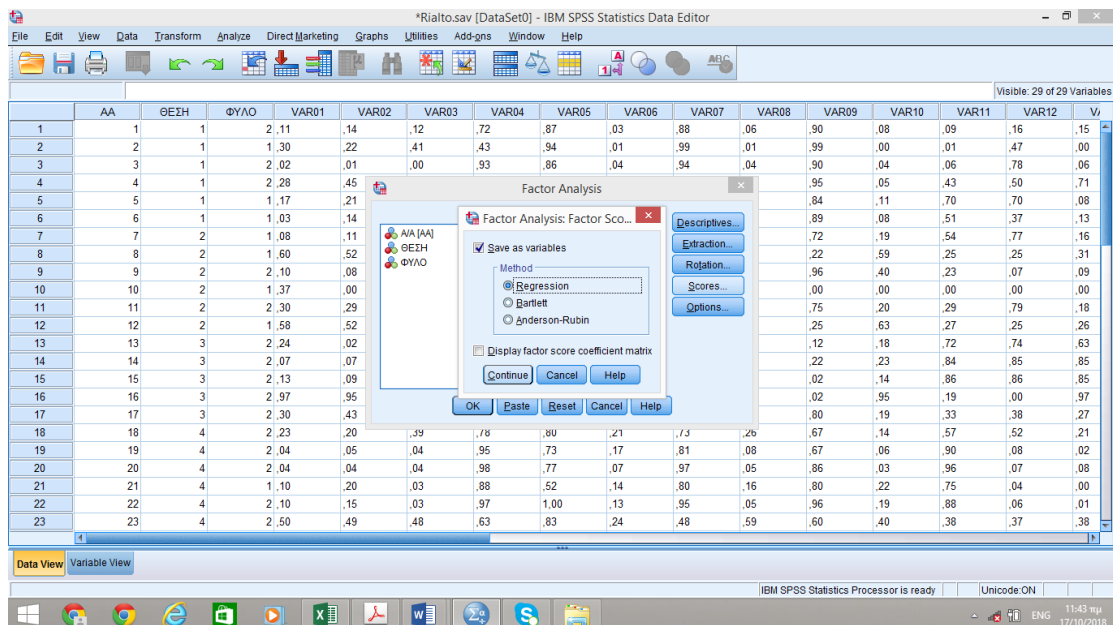 *Rialto.sav [DataSet0] - IBM SPSS Statistics Data Editor
File Edit View Data Transform Analyze Direct Marketing Graphs Utilities Add-ons Window Help
Visible: 29 of 29 Variables
AA ΘΕΣΗ ΦΥΛΟ VAR01 VAR02 VAR03 VAR04 VAR05 VAR06 VAR07 VAR08 VAR09 VAR10 VAR11 VAR12
1 1 1 2 ,11 ,14 ,12 ,72 ,87 ,03 ,88 ,06 ,90 ,08 ,09 ,16 ,15
2 2 1 1 ,30 ,22 ,41 ,43 ,94 ,01 ,99 ,01 ,99 ,00 ,01 ,47 ,00
3 3 1 2 ,02 ,01 ,00 ,93 ,86 ,04 ,94 ,04 ,90 ,04 ,06 ,78 ,06
4 4 1 2 ,28 ,45 ,95 ,05 ,43 ,50 ,71
5 5 1 1 ,17 ,21 ,84 ,11 ,70 ,70 ,08
6 6 1 1 ,03 ,14 ,89 ,08 ,51 ,37 ,13
7 7 2 1 ,08 ,11 ,72 ,19 ,54 ,77 ,16
8 8 2 1 ,60 ,52 ,22 ,59 ,25 ,25 ,31
9 9 2 2 ,10 ,08 ,96 ,40 ,23 ,07 ,09
10 10 2 1 ,37 ,00 ,00 ,00 ,00 ,00 ,00
11 11 2 2 ,30 ,29 ,75 ,20 ,29 ,79 ,18
12 12 2 1 ,58 ,52 ,25 ,63 ,27 ,25 ,26
13 13 3 2 ,24 ,02 ,12 ,18 ,72 ,74 ,63
14 14 3 2 ,07 ,07 ,22 ,23 ,84 ,85 ,85
15 15 3 2 ,13 ,09 ,02 ,14 ,86 ,86 ,85
16 16 3 2 ,97 ,95 ,02 ,95 ,19 ,00 ,97
17 17 3 2 ,30 ,43 ,80 ,19 ,33 ,38 ,27
18 18 4 2 ,23 ,20 ,39 ,78 ,80 ,21 ,73 ,26 ,67 ,14 ,57 ,52 ,21
19 19 4 2 ,04 ,05 ,04 ,95 ,73 ,17 ,81 ,08 ,67 ,06 ,90 ,08 ,02
20 20 4 2 ,04 ,04 ,04 ,98 ,77 ,07 ,97 ,05 ,86 ,03 ,96 ,07 ,08
21 21 4 1 ,10 ,20 ,03 ,88 ,52 ,14 ,80 ,16 ,80 ,22 ,75 ,04 ,00
22 22 4 2 ,10 ,15 ,03 ,97 1,00 ,13 ,95 ,05 ,96 ,19 ,88 ,06 ,01
23 23 4 2 ,50 ,49 ,48 ,63 ,83 ,24 ,48 ,59 ,60 ,40 ,38 ,37 ,38
Factor Analysis
A/A [AA]
ΘΕΣΗ
ΦΥΛΟ
Descriptives...
Extraction...
Rotation...
Scores...
Options...
OK Paste Reset Cancel Help
Factor Analysis: Factor Sco...
Save as variables
Method
Regression
Bartlett
Anderson-Rubin
Display factor score coefficient matrix
Continue Cancel Help
Data View Variable View
IBM SPSS Statistics Processor is ready Unicode:ON
ENG 11:43 πμ
17/10/2018